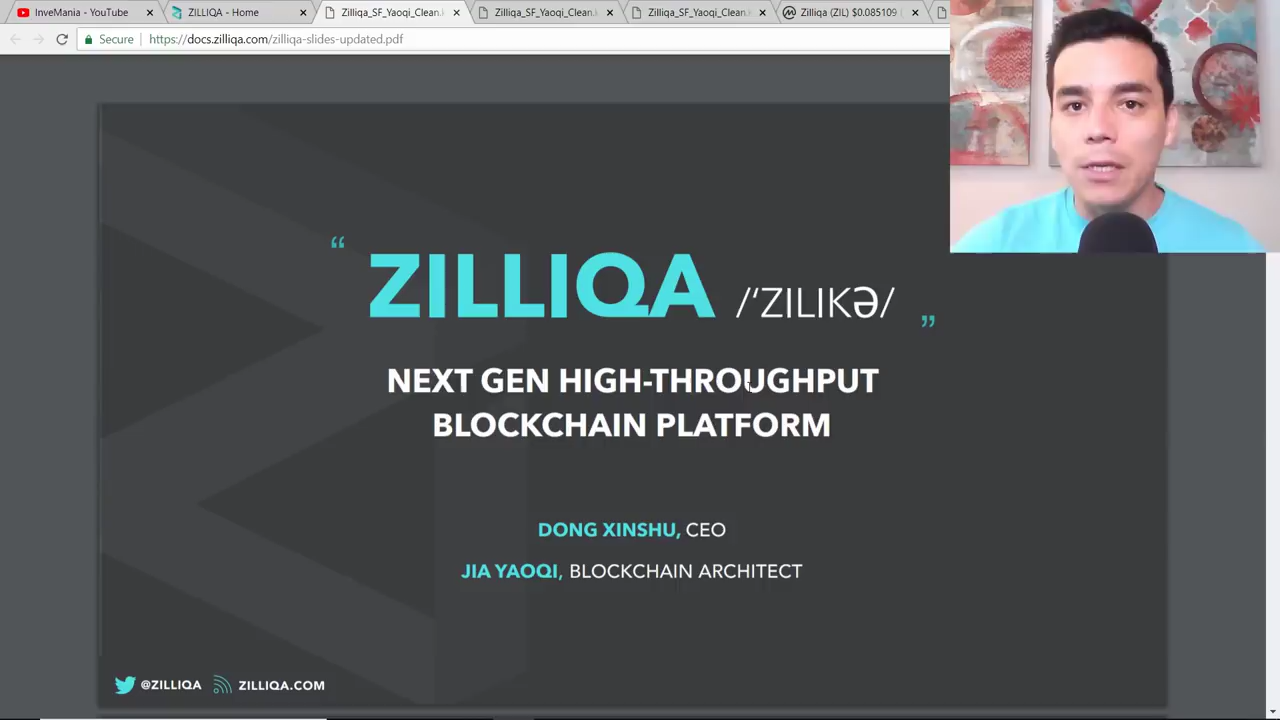 InveMania - YouTube
ZILLIQA - Home
Zilliqa_SF_Yaoqi_Clean.k
Zilliqa_SF_Yaoqi_Clean.k
Zilliqa_SF_Yaoqi_Clean.k
Zilliqa (ZIL) $0.085109 (
Secure
https://docs.zilliqa.com/zilliqa-slides-updated.pdf
“ ZILLIQA /‘ZILIKƏ/ ”
NEXT GEN HIGH-THROUGHPUT
BLOCKCHAIN PLATFORM
DONG XINSHU, CEO
JIA YAOQI, BLOCKCHAIN ARCHITECT
@ZILLIQA ZILLIQA.COM